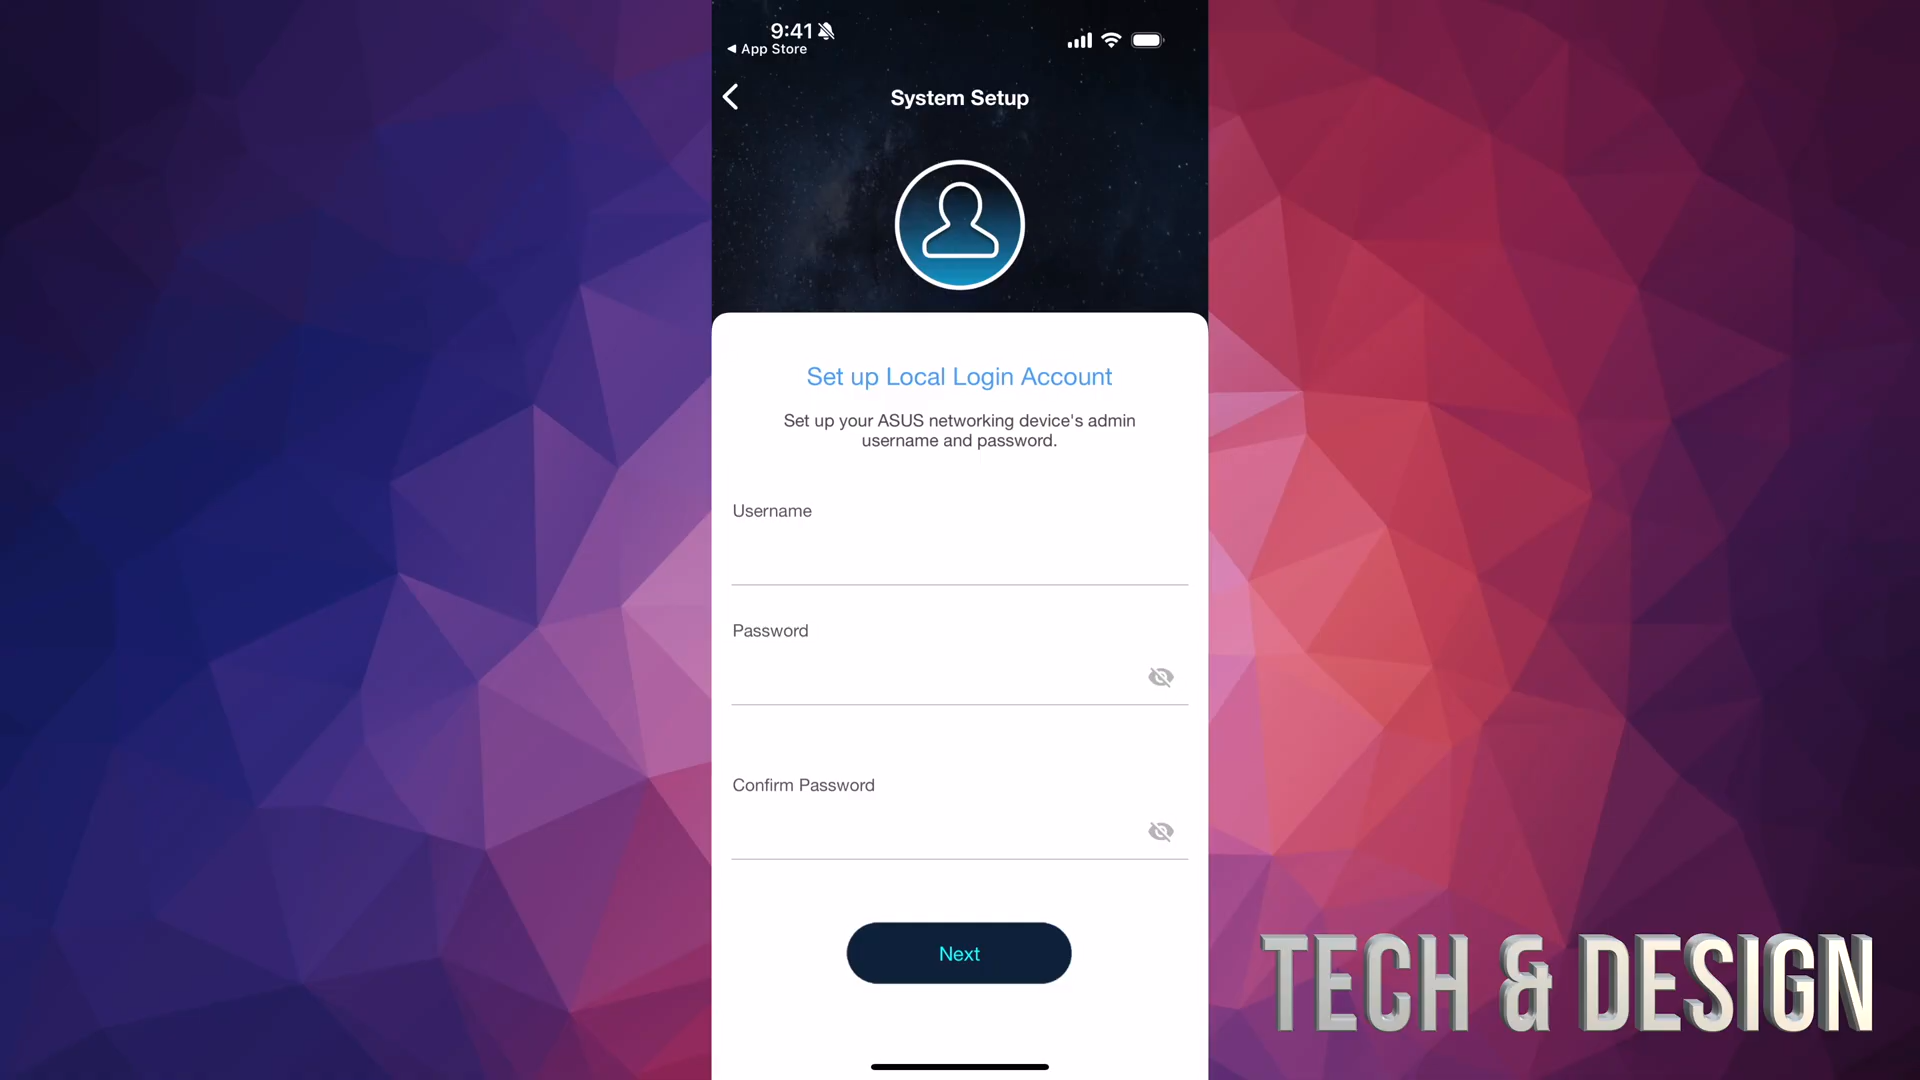 9:41
◀ App Store
System Setup
Set up Local Login Account
Set up your ASUS networking device's admin
username and password.
Username
Password
Confirm Password
Next
TECH & DESIGN